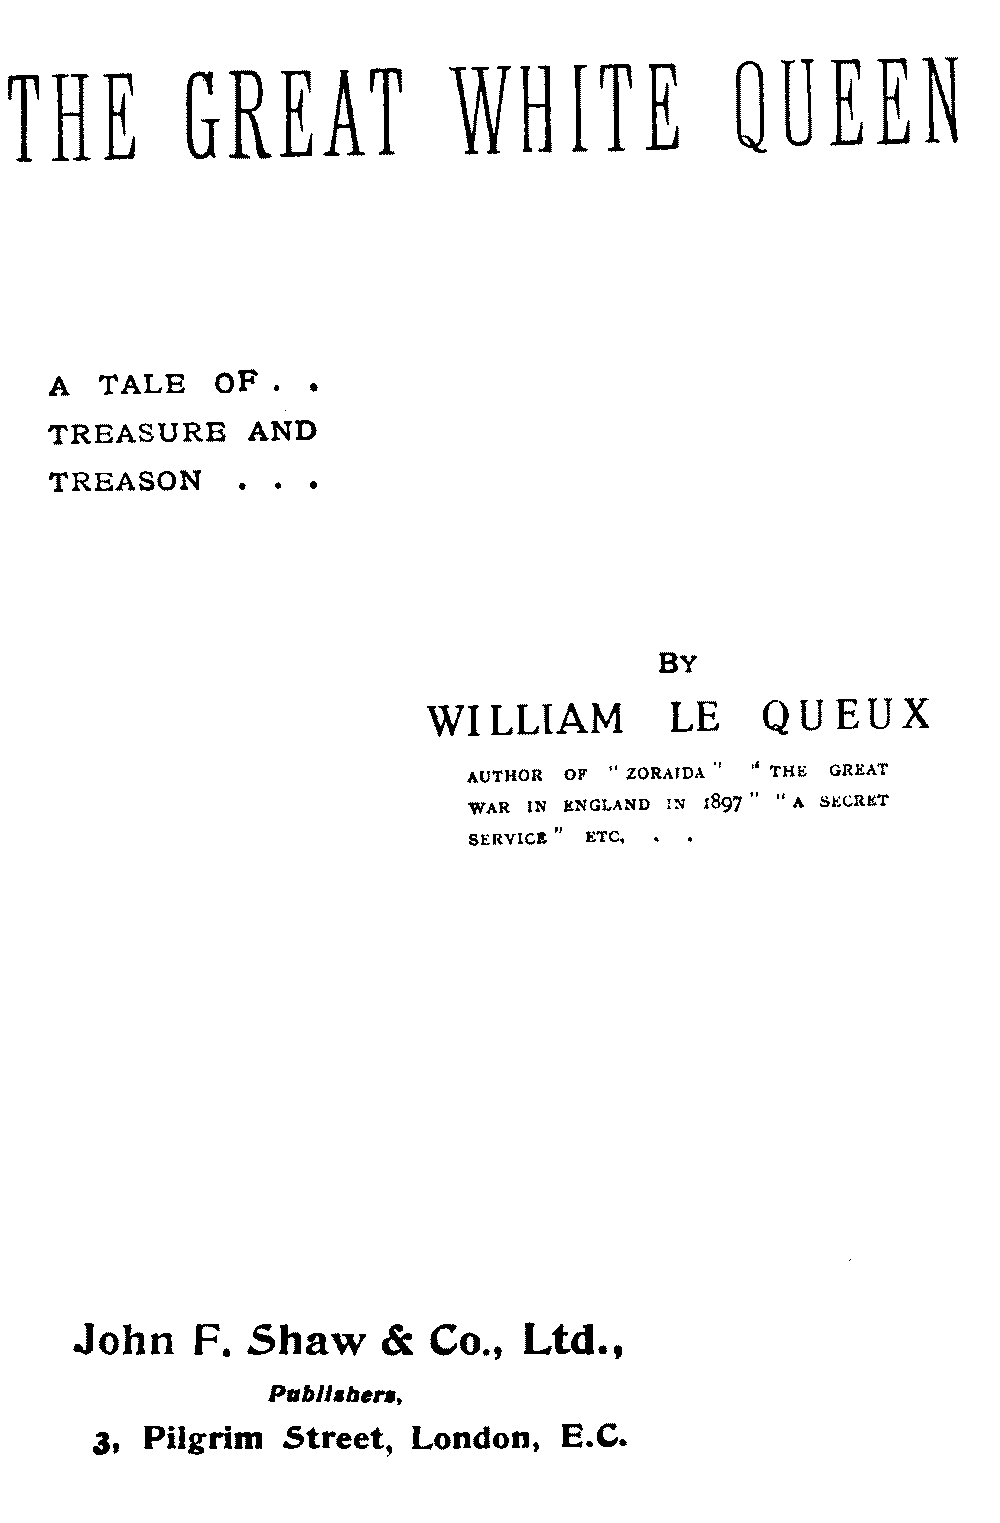 THE GREAT WHITE QUEEN
A TALE OF . .
TREASURE AND
TREASON . . .
BY
WILLIAM LE QUEUX
AUTHOR OF "ZORAIDA" "THE GREAT
WAR IN ENGLAND IN 1897" "A SECRET
SERVICE" ETC, . .
John F. Shaw & Co., Ltd.,
Publishers,
3, Pilgrim Street, London, E.C.